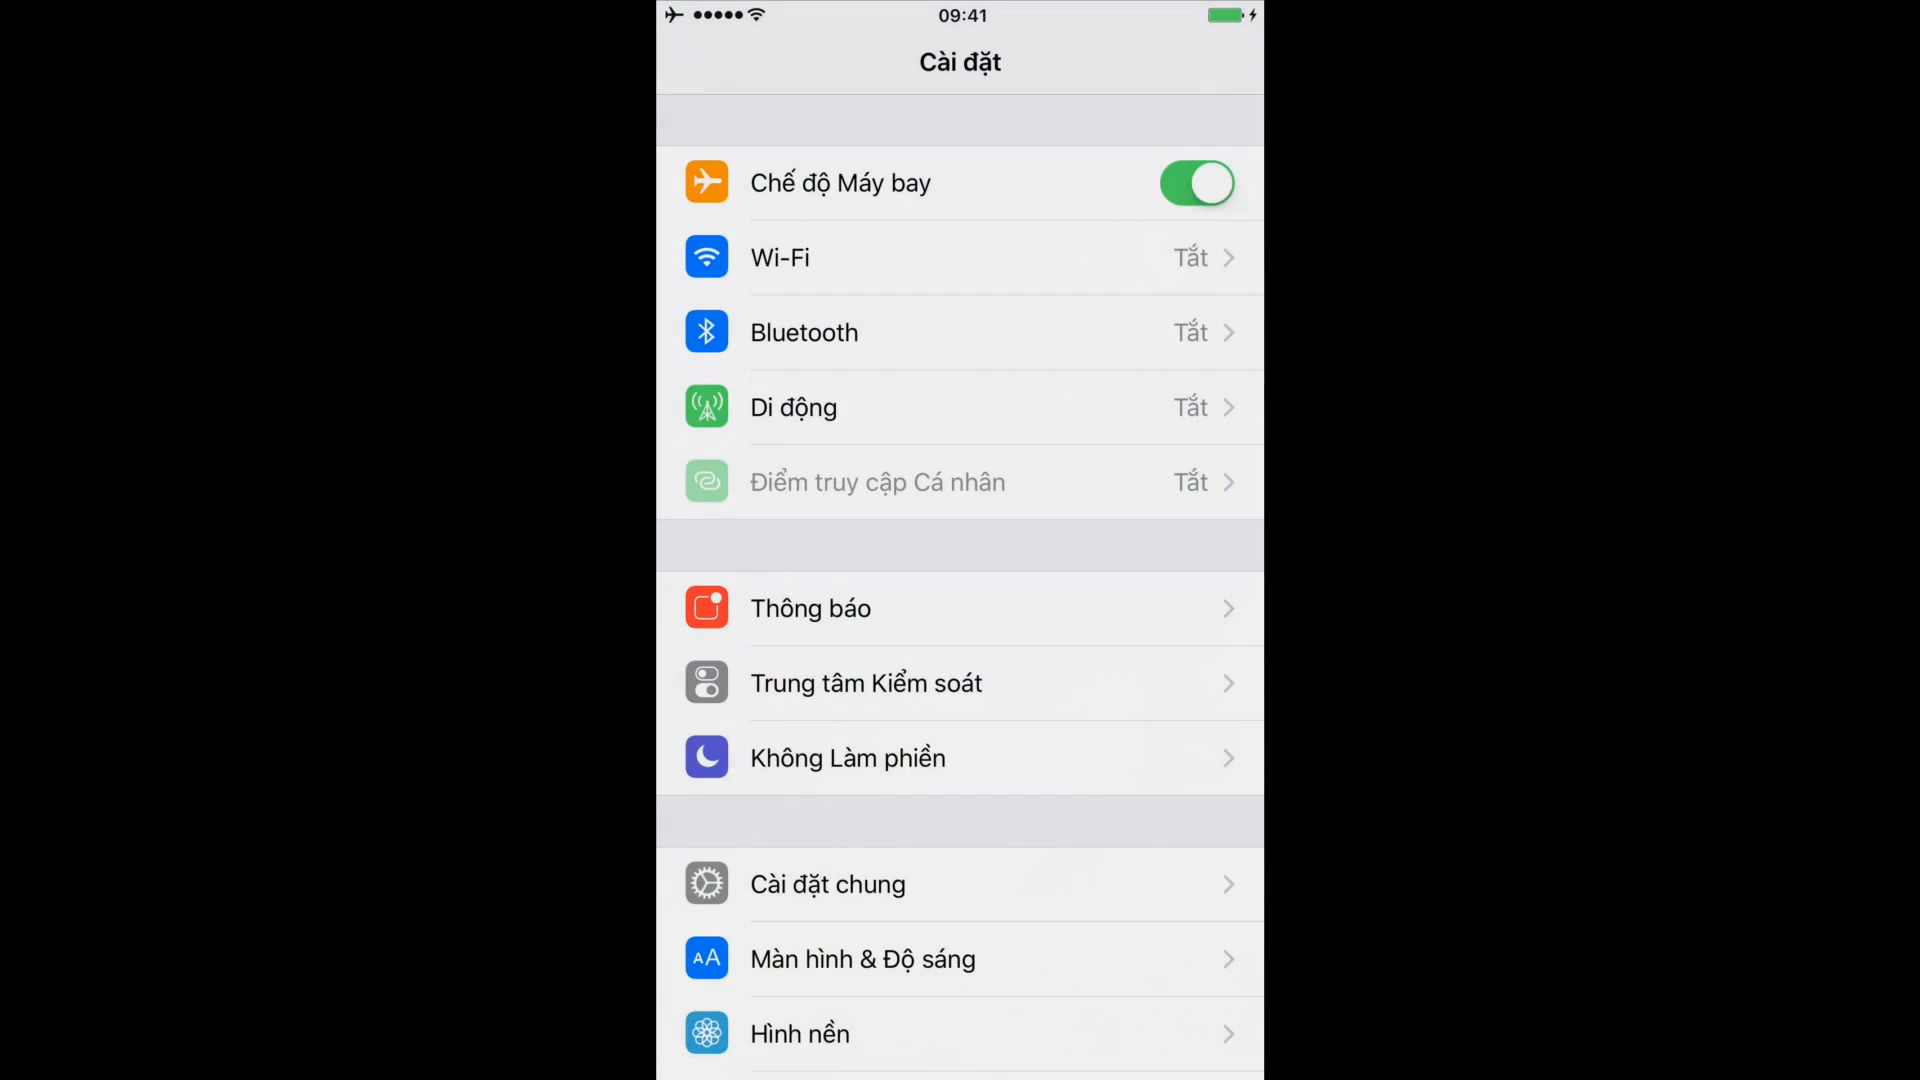 09:41
Cài đặt
Chế độ Máy bay
Wi-Fi Tắt
Bluetooth Tắt
Di động Tắt
Điểm truy cập Cá nhân Tắt
Thông báo
Trung tâm Kiểm soát
Không Làm phiền
Cài đặt chung
AA Màn hình & Độ sáng
Hình nền